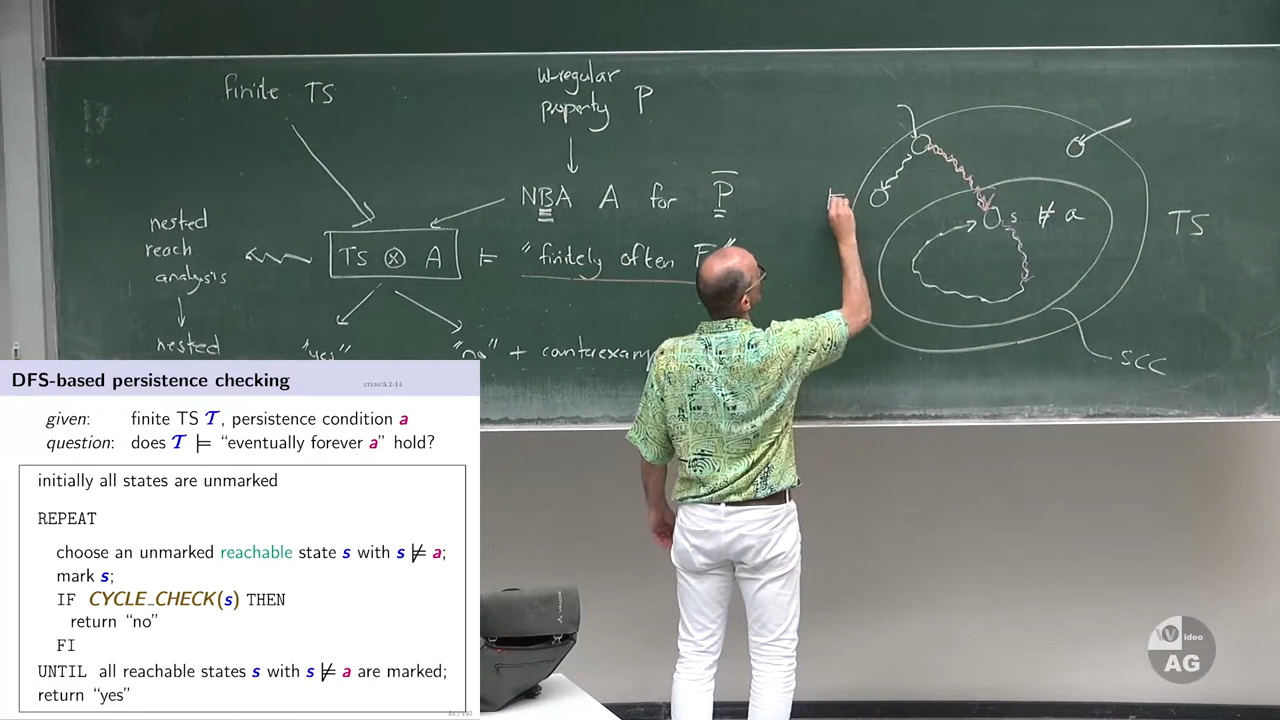 finite TS
W-regular
property P
NBA A for P
nested
reach
analysis
TS ⊗ A ⊨ "finitely often F"
nested
"yes"
"no" + counterexam
s ⊭ a
TS
SCC
⊨
DFS-based persistence checking
given: finite TS T, persistence condition a
question: does T ⊨ “eventually forever a” hold?
initially all states are unmarked
REPEAT
choose an unmarked reachable state s with s ⊭ a;
mark s;
IF CYCLE_CHECK(s) THEN
return “no”
FI
UNTIL all reachable states s with s ⊭ a are marked;
return “yes”
Video
AG